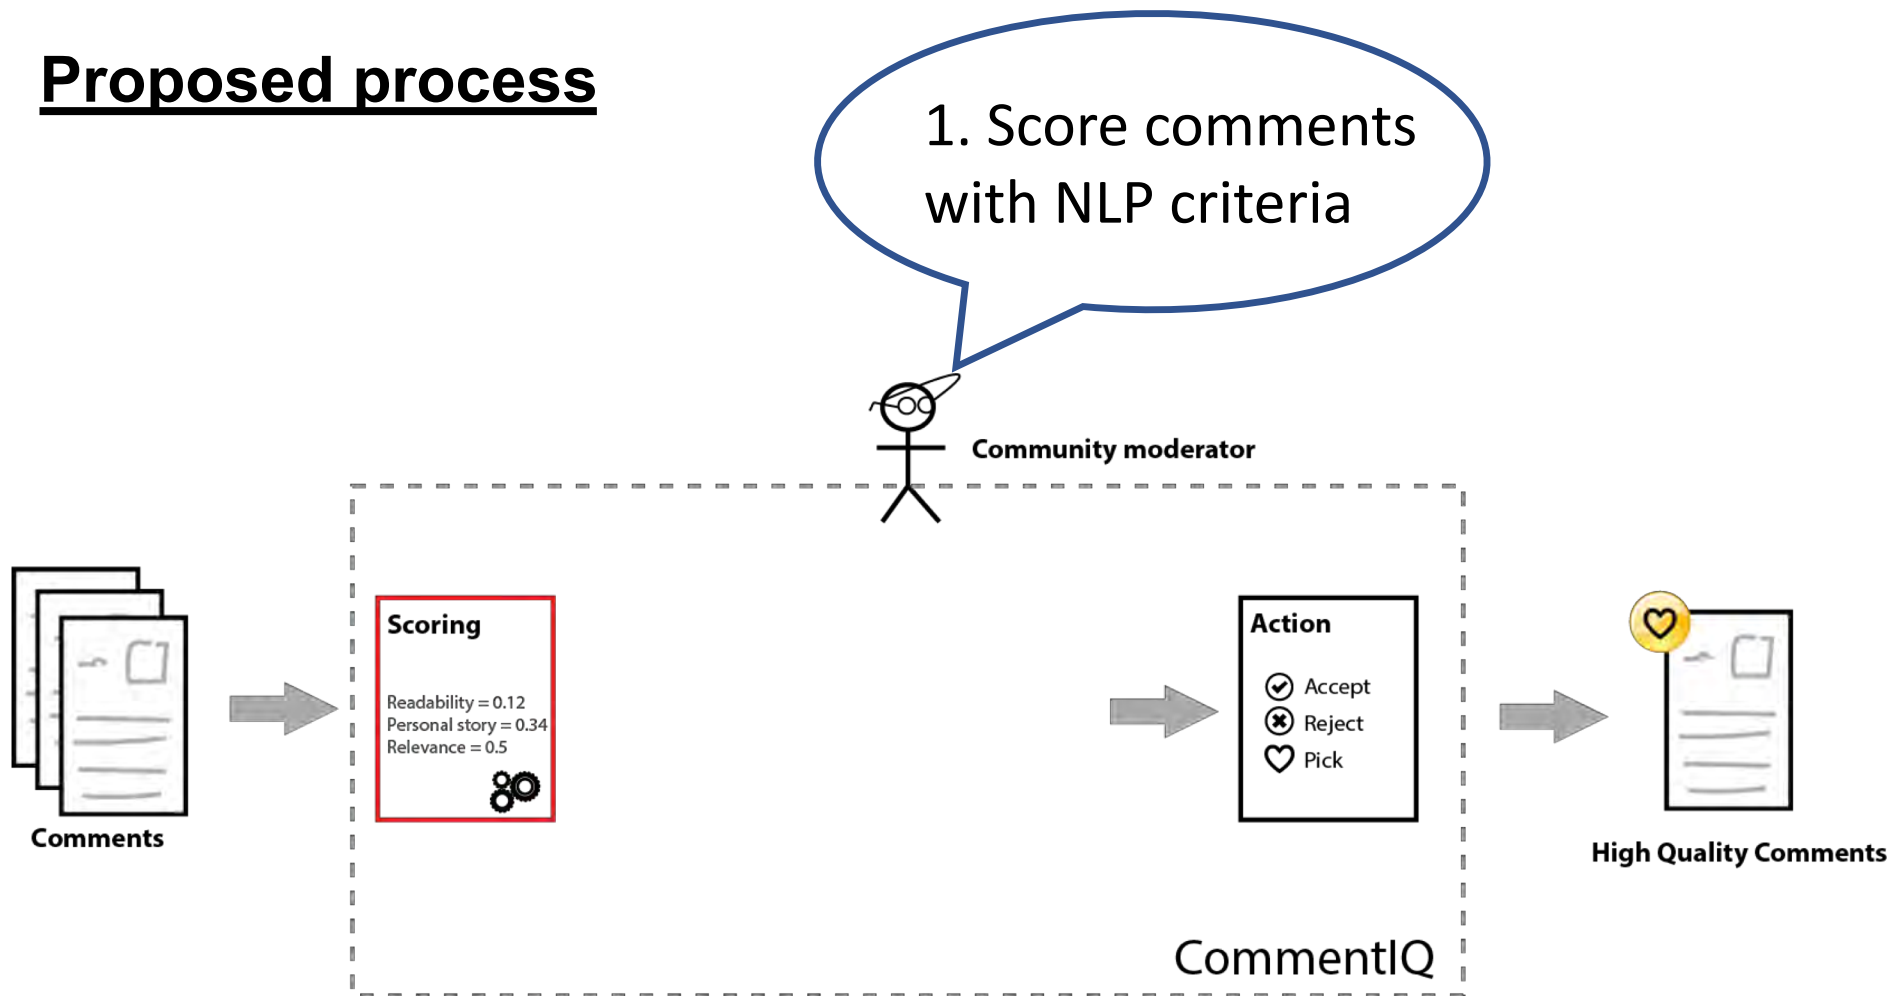 Proposed process
1. Score comments
with NLP criteria
Community moderator
Scoring
Readability = 0.12
Personal story = 0.34
Relevance = 0.5
Action
Accept
Reject
Pick
Comments
High Quality Comments
CommentIQ